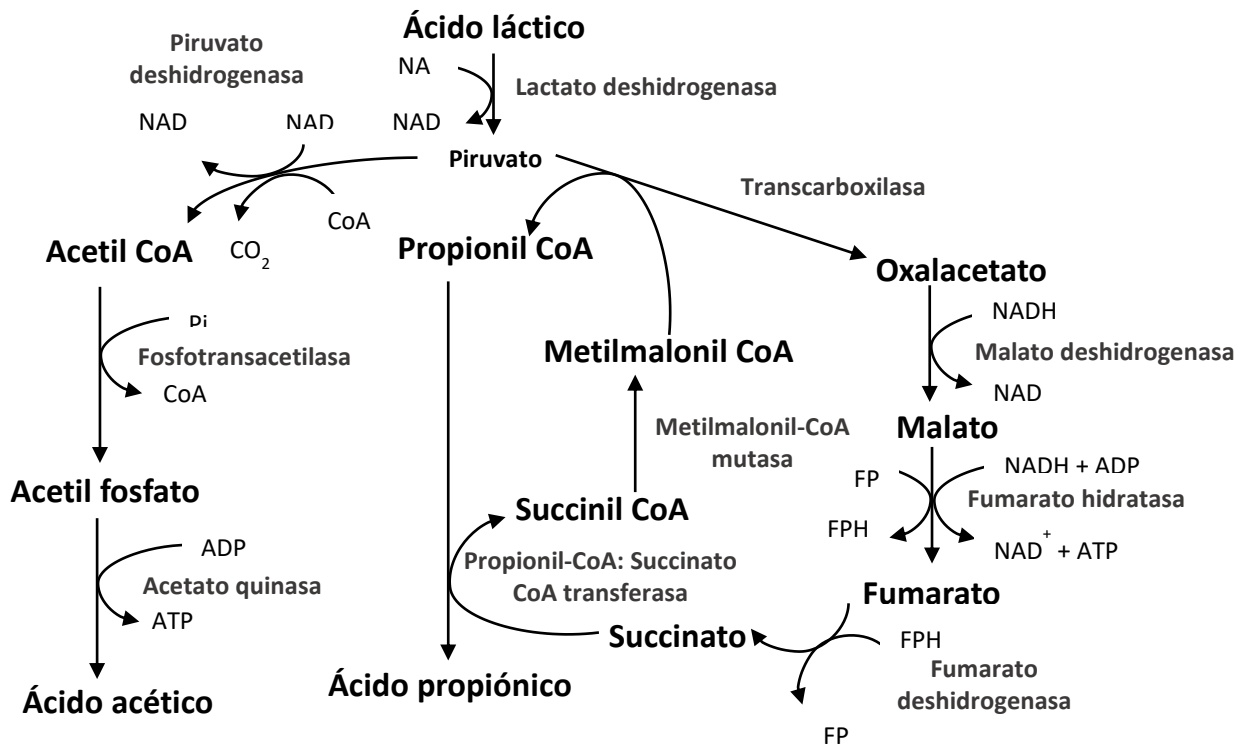 Ácido láctico
Piruvato
deshidrogenasa
NA
Lactato deshidrogenasa
NAD
NAD
NAD
Piruvato
Transcarboxilasa
CoA
Acetil CoA
CO2
Propionil CoA
Oxalacetato
NADH
Pi
Fosfotransacetilasa
Metilmalonil CoA
Malato deshidrogenasa
CoA
NAD
Malato
Metilmalonil-CoA
mutasa
FP
NADH + ADP
Acetil fosfato
Fumarato hidratasa
Succinil CoA
FPH
NAD+ + ATP
ADP
Propionil-CoA: Succinato
CoA transferasa
Acetato quinasa
Fumarato
ATP
Succinato
FPH
Fumarato
deshidrogenasa
Ácido acético
Ácido propiónico
FP